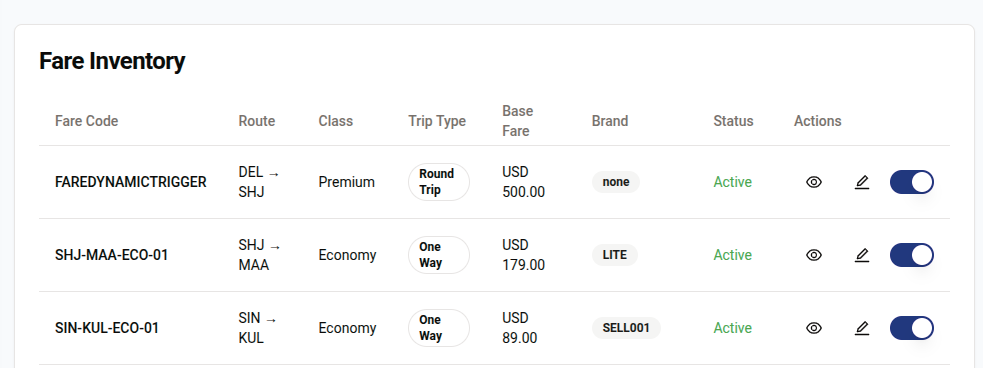 Fare Inventory
Fare Code Route Class Trip Type Base Fare Brand Status Actions
FAREDYNAMICTRIGGER DEL → SHJ Premium Round Trip USD 500.00 none Active
SHJ-MAA-ECO-01 SHJ → MAA Economy One Way USD 179.00 LITE Active
SIN-KUL-ECO-01 SIN → KUL Economy One Way USD 89.00 SELL001 Active